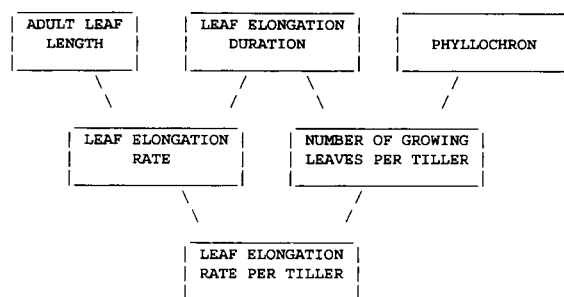 ADULT LEAF
LENGTH
LEAF ELONGATION
DURATION
PHYLLOCHRON
LEAF ELONGATION
RATE
NUMBER OF GROWING
LEAVES PER TILLER
LEAF ELONGATION
RATE PER TILLER